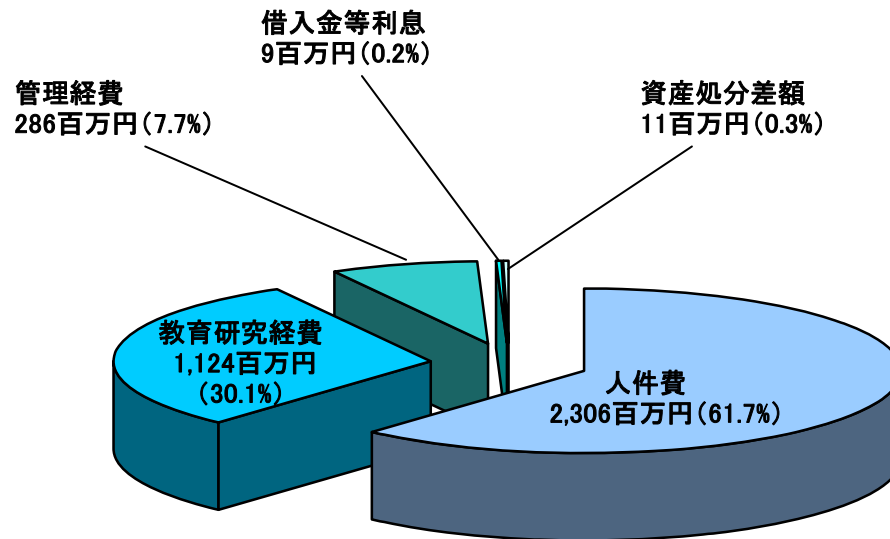 借入金等利息
9百万円(0.2%)
管理経費
286百万円(7.7%)
資産処分差額
11百万円(0.3%)
教育研究経費
1,124百万円
(30.1%)
人件費
2,306百万円(61.7%)